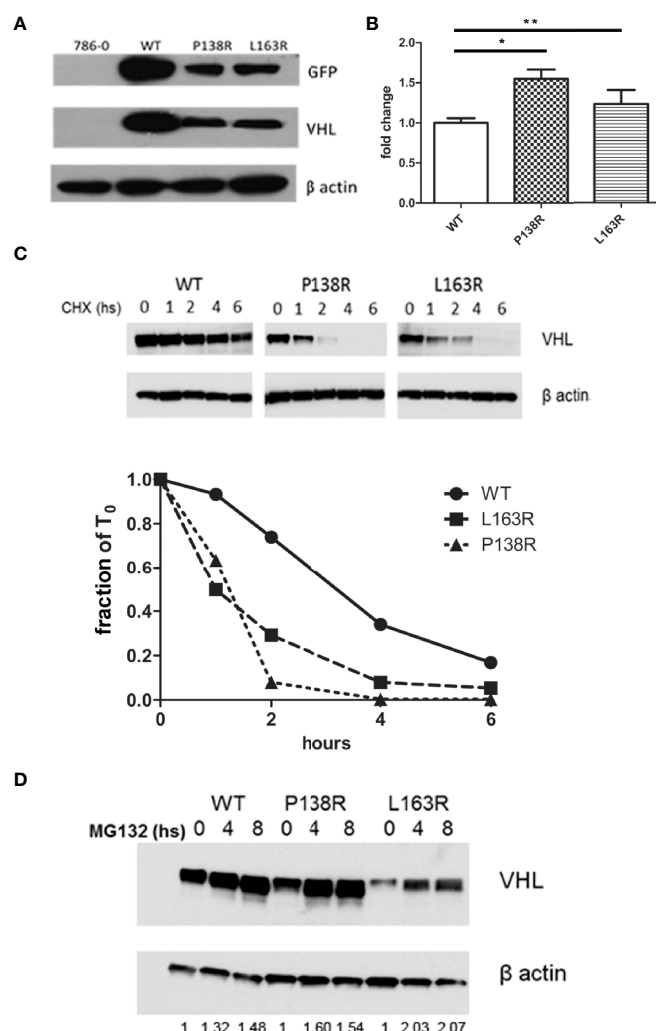 A
786-0 WT P138R L163R
GFP
VHL
β actin
B
**
*
2.0
1.5
1.0
0.5
0.0
fold change
WT
P138R
L163R
C
WT P138R L163R
CHX (hs) 0 1 2 4 6 0 1 2 4 6 0 1 2 4 6
VHL
β actin
1.0
0.8
0.6
0.4
0.2
0.0
fraction of T0
WT
L163R
P138R
0 2 4 6
hours
D
WT P138R L163R
MG132 (hs) 0 4 8 0 4 8 0 4 8
VHL
β actin
1 1.32 1.48 1 1.60 1.54 1 2.03 2.07